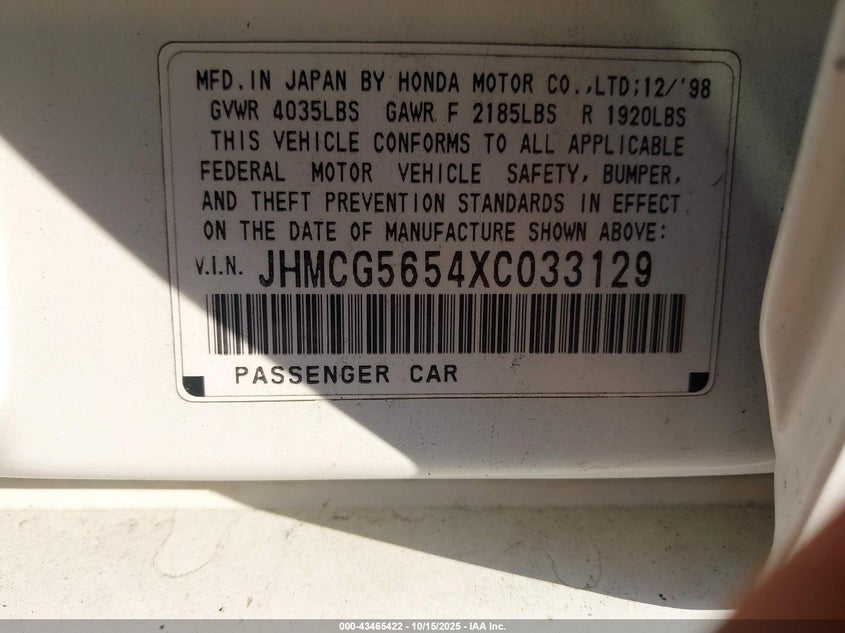 MFD.IN JAPAN BY HONDA MOTOR CO.,LTD;12/'98
GVWR 4035LBS GAWR F 2185LBS R 1920LBS
THIS VEHICLE CONFORMS TO ALL APPLICABLE
FEDERAL MOTOR VEHICLE SAFETY, BUMPER,
AND THEFT PREVENTION STANDARDS IN EFFECT
ON THE DATE OF MANUFACTURE SHOWN ABOVE:
V.I.N. JHMCG5654XC033129
PASSENGER CAR
000-43465422 - 10/15/2025 - IAA Inc.